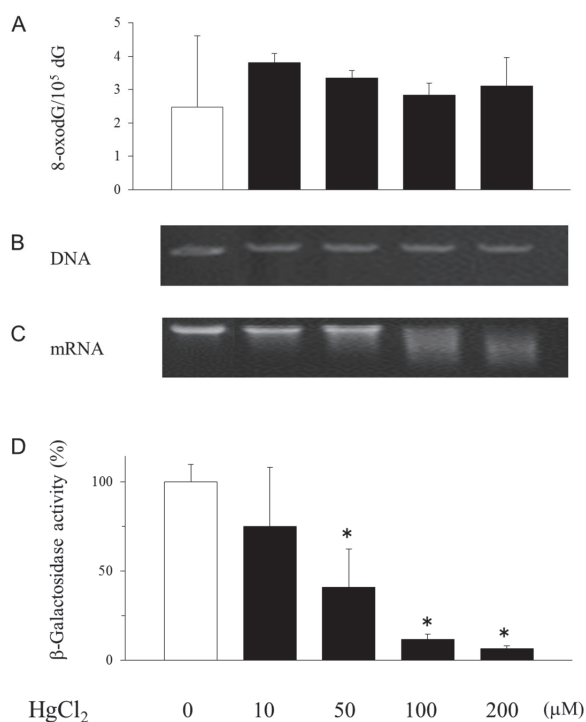 A
8-oxodG/10⁵ dG
5
4
3
2
1
0
B
DNA
C
mRNA
D
β-Galactosidase activity (%)
100
50
0
*
*
*
HgCl₂ 0 10 50 100 200 (μM)